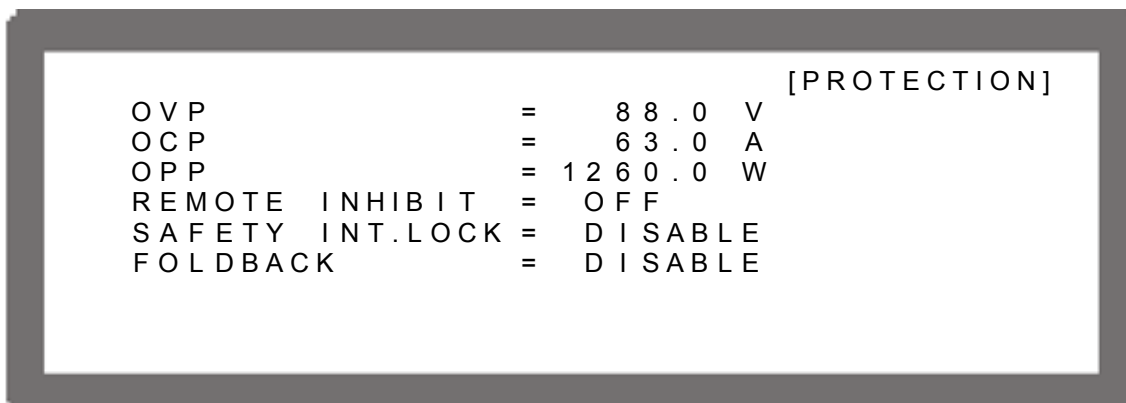 [PROTECTION]
OVP = 88.0 V
OCP = 63.0 A
OPP = 1260.0 W
REMOTE INHIBIT = OFF
SAFETY INT.LOCK = DISABLE
FOLDBACK = DISABLE